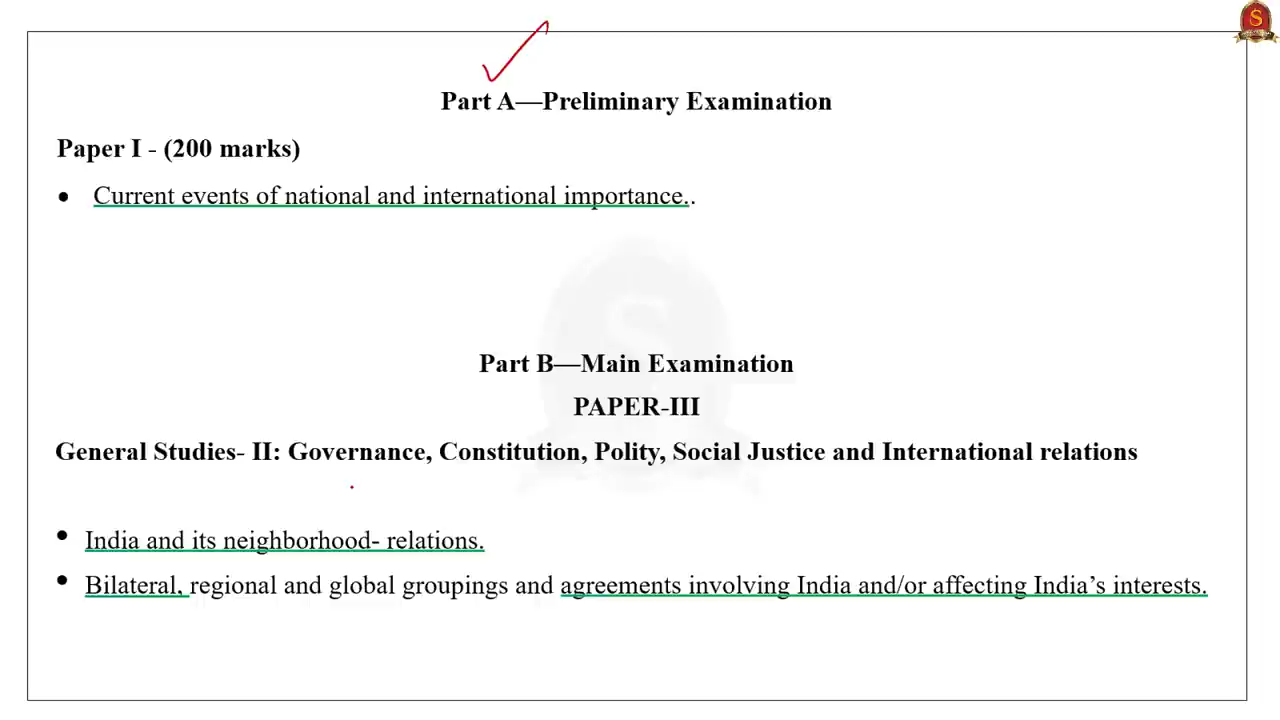 Part A—Preliminary Examination
Paper I - (200 marks)
• Current events of national and international importance..
Part B—Main Examination
PAPER-III
General Studies- II: Governance, Constitution, Polity, Social Justice and International relations
• India and its neighborhood- relations.
• Bilateral, regional and global groupings and agreements involving India and/or affecting India’s interests.
S